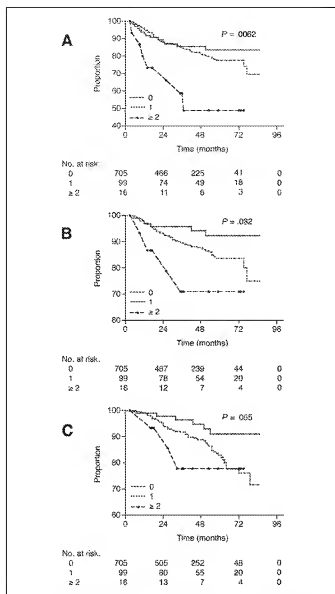 A
P = .0062
100
90
80
70
60
50
40
Proportion
0
1
≥ 2
0 24 48 72 96
Time (months)
No. at risk.
0 705 466 225 41 0
1 99 74 49 18 0
≥ 2 16 11 6 3 0
B
P = .032
100
90
80
70
60
Proportion
0
1
≥ 2
0 24 48 72 96
Time (months)
No. at risk.
0 705 487 239 44 0
1 99 78 54 20 0
≥ 2 16 12 7 4 0
C
P = .055
100
90
80
70
60
Proportion
0
1
≥ 2
0 24 48 72 96
Time (months)
No. at risk.
0 705 505 252 48 0
1 99 80 55 20 0
≥ 2 16 13 7 4 0